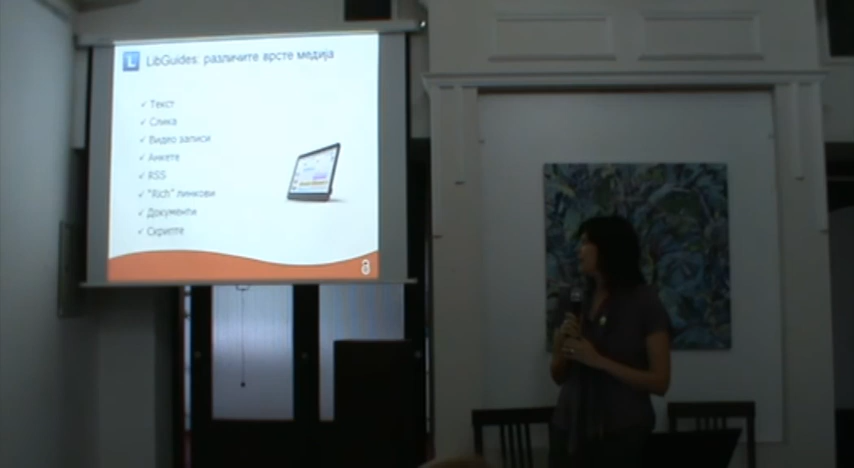 L LibGuides: различите врсте медија
✓ Текст
✓ Слика
✓ Видео записи
✓ Анкете
✓ RSS
✓ "Rich" линкови
✓ Документи
✓ Скрипте